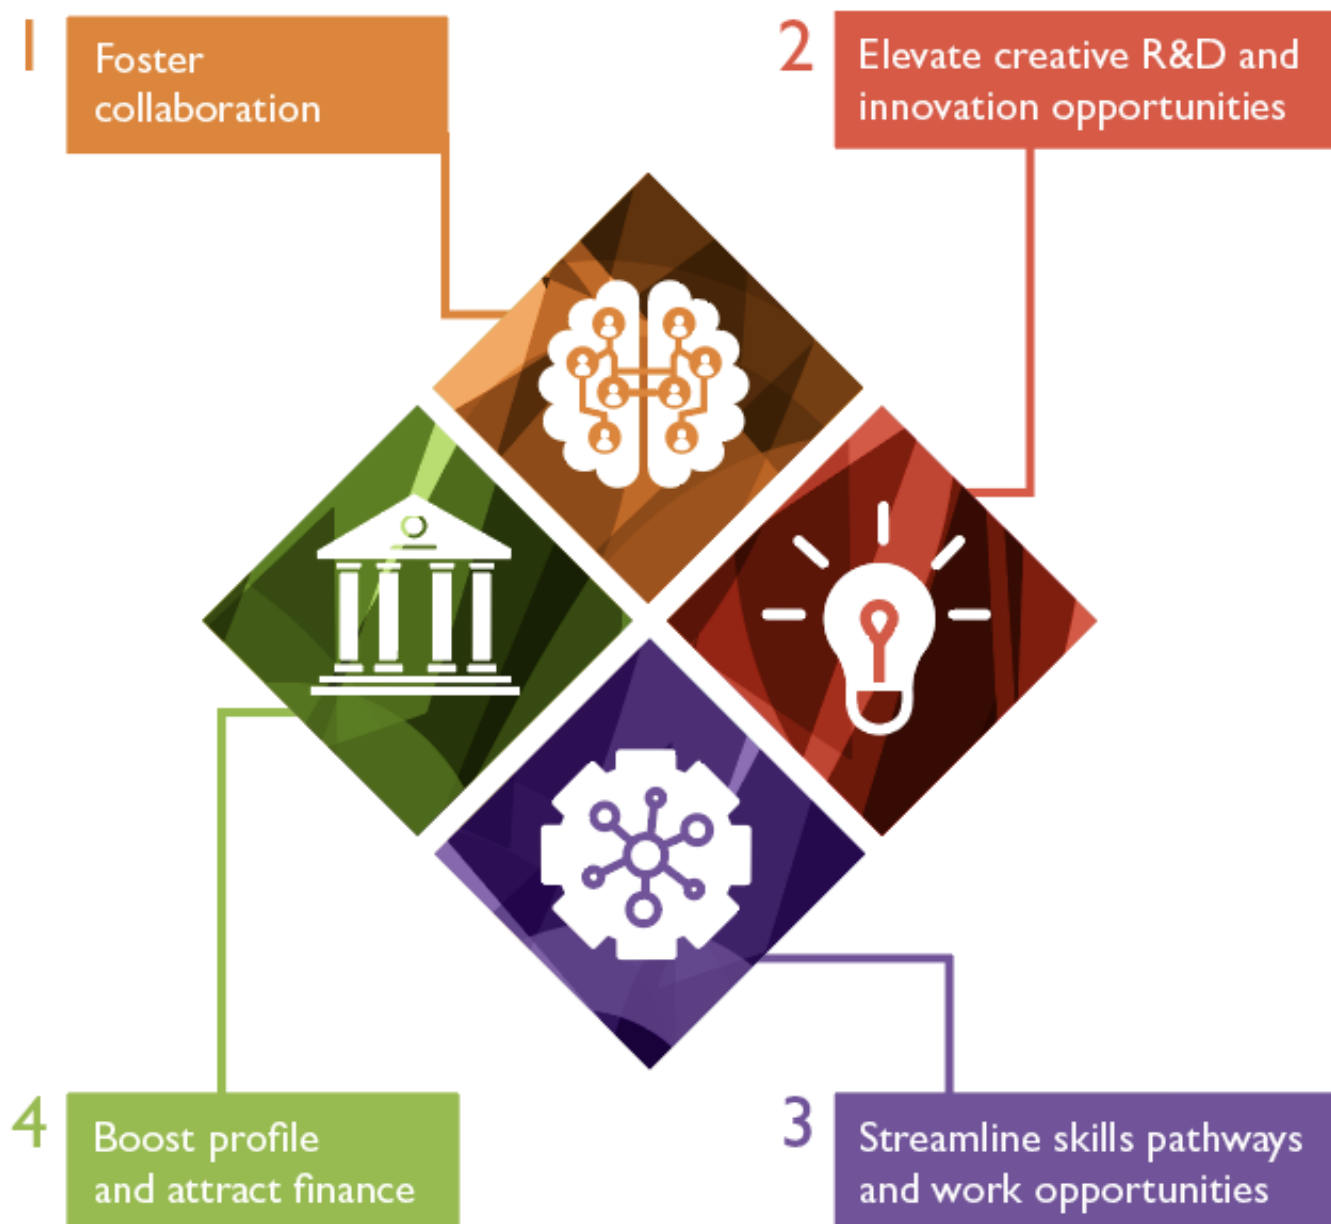 1
Foster
collaboration
2
Elevate creative R&D and
innovation opportunities
4
Boost profile
and attract finance
3
Streamline skills pathways
and work opportunities